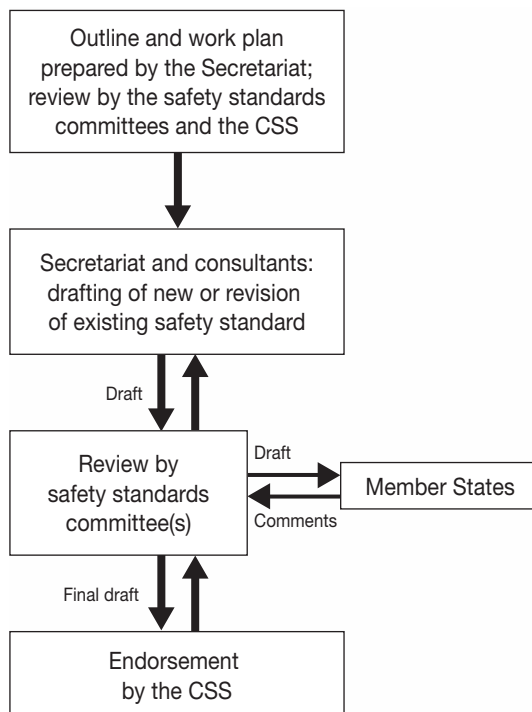 Outline and work plan
prepared by the Secretariat;
review by the safety standards
committees and the CSS
Secretariat and consultants:
drafting of new or revision
of existing safety standard
Draft
Review by
safety standards
committee(s)
Draft
Member States
Comments
Final draft
Endorsement
by the CSS